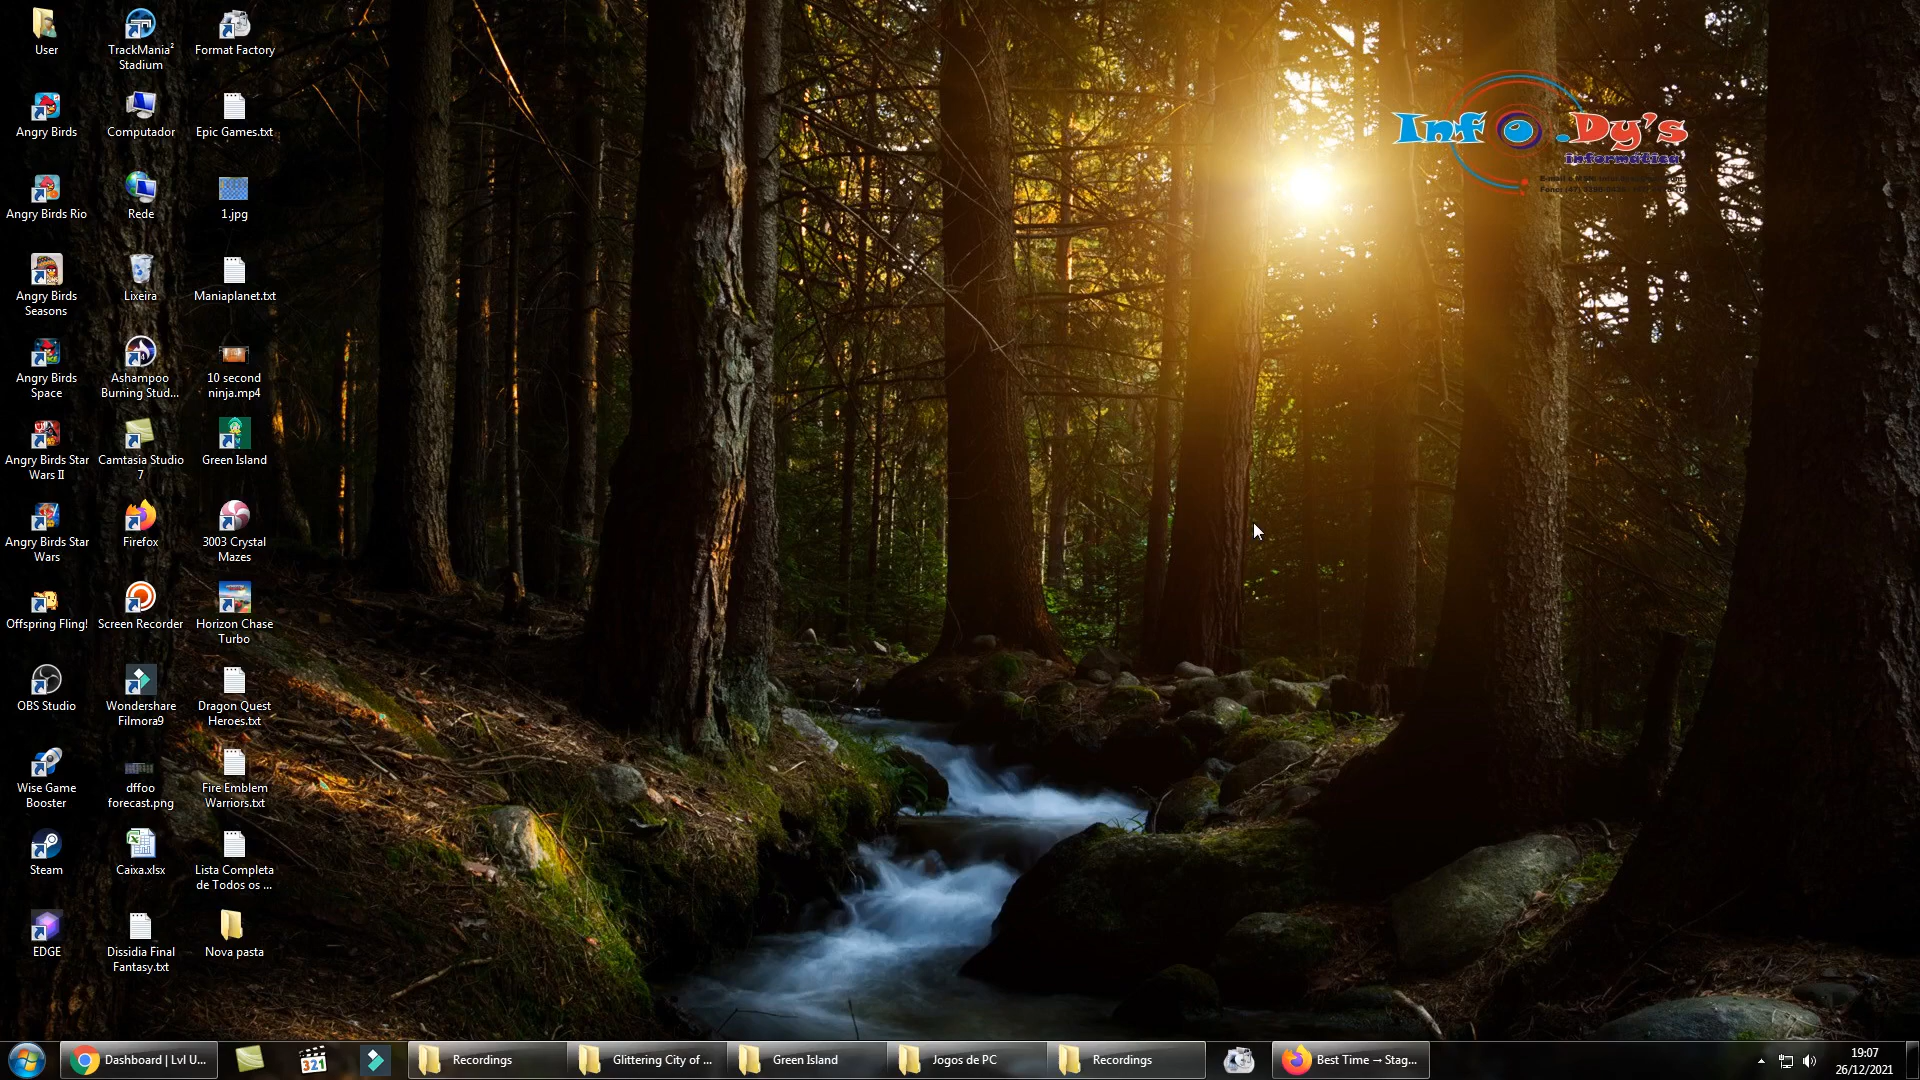 User
TrackMania²
Stadium
Format Factory
Angry Birds
Computador
Epic Games.txt
Angry Birds Rio
Rede
1.jpg
Angry Birds
Seasons
Lixeira
Maniaplanet.txt
Angry Birds
Space
Ashampoo
Burning Stud...
10 second
ninja.mp4
Angry Birds Star
Wars II
Camtasia Studio
7
Green Island
Angry Birds Star
Wars
Firefox
3003 Crystal
Mazes
Offspring Fling!
Screen Recorder
Horizon Chase
Turbo
OBS Studio
Wondershare
Filmora9
Dragon Quest
Heroes.txt
Wise Game
Booster
dffoo
forecast.png
Fire Emblem
Warriors.txt
Steam
Caixa.xlsx
Lista Completa
de Todos os ...
EDGE
Dissidia Final
Fantasy.txt
Nova pasta
Info.Dy's
informática
Dashboard | Lvl U...
321
Recordings
Glittering City of ...
Green Island
Jogos de PC
Recordings
Best Time → Stag...
19:07
26/12/2021